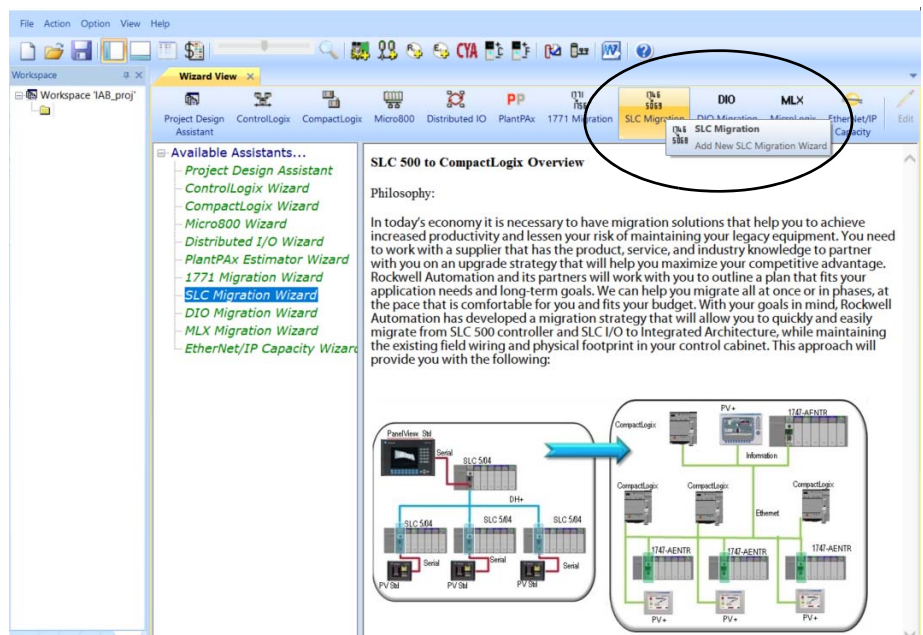 File Action Option View Help
CYA
Workspace
Wizard View
Workspace 'IAB_proj'
Project Design Assistant
ControlLogix
CompactLogix
Micro800
Distributed IO
PlantPAx
1771 Migration
SLC Migration
DIO Migration
MicroLogix
EtherNet/IP Capacity
Edit
PP
DIO
MLX
1746
5069
SLC Migration
Add New SLC Migration Wizard
Available Assistants...
Project Design Assistant
ControlLogix Wizard
CompactLogix Wizard
Micro800 Wizard
Distributed I/O Wizard
PlantPAx Estimator Wizard
1771 Migration Wizard
SLC Migration Wizard
DIO Migration Wizard
MLX Migration Wizard
EtherNet/IP Capacity Wizard
SLC 500 to CompactLogix Overview
Philosophy:
In today's economy it is necessary to have migration solutions that help you to achieve
increased productivity and lessen your risk of maintaining your legacy equipment. You need
to work with a supplier that has the product, service, and industry knowledge to partner
with you on an upgrade strategy that will help you maximize your competitive advantage.
Rockwell Automation and its partners will work with you to outline a plan that fits your
application needs and long-term goals. We can help you migrate all at once or in phases, at
the pace that is comfortable for you and fits your budget. With your goals in mind, Rockwell
Automation has developed a migration strategy that will allow you to quickly and easily
migrate from SLC 500 controller and SLC I/O to Integrated Architecture, while maintaining
the existing field wiring and physical footprint in your control cabinet. This approach will
provide you with the following:
PanelView Std
Serial
SLC 5/04
DH+
SLC 5/04
SLC 5/04
SLC 5/04
Serial
Serial
Serial
PV Std
PV Std
PV Std
PV+
1747-AENTR
CompactLogix
Information
CompactLogix
CompactLogix
CompactLogix
Ethernet
1747-AENTR
1747-AENTR
1747-AENTR
PV+
PV+
PV+